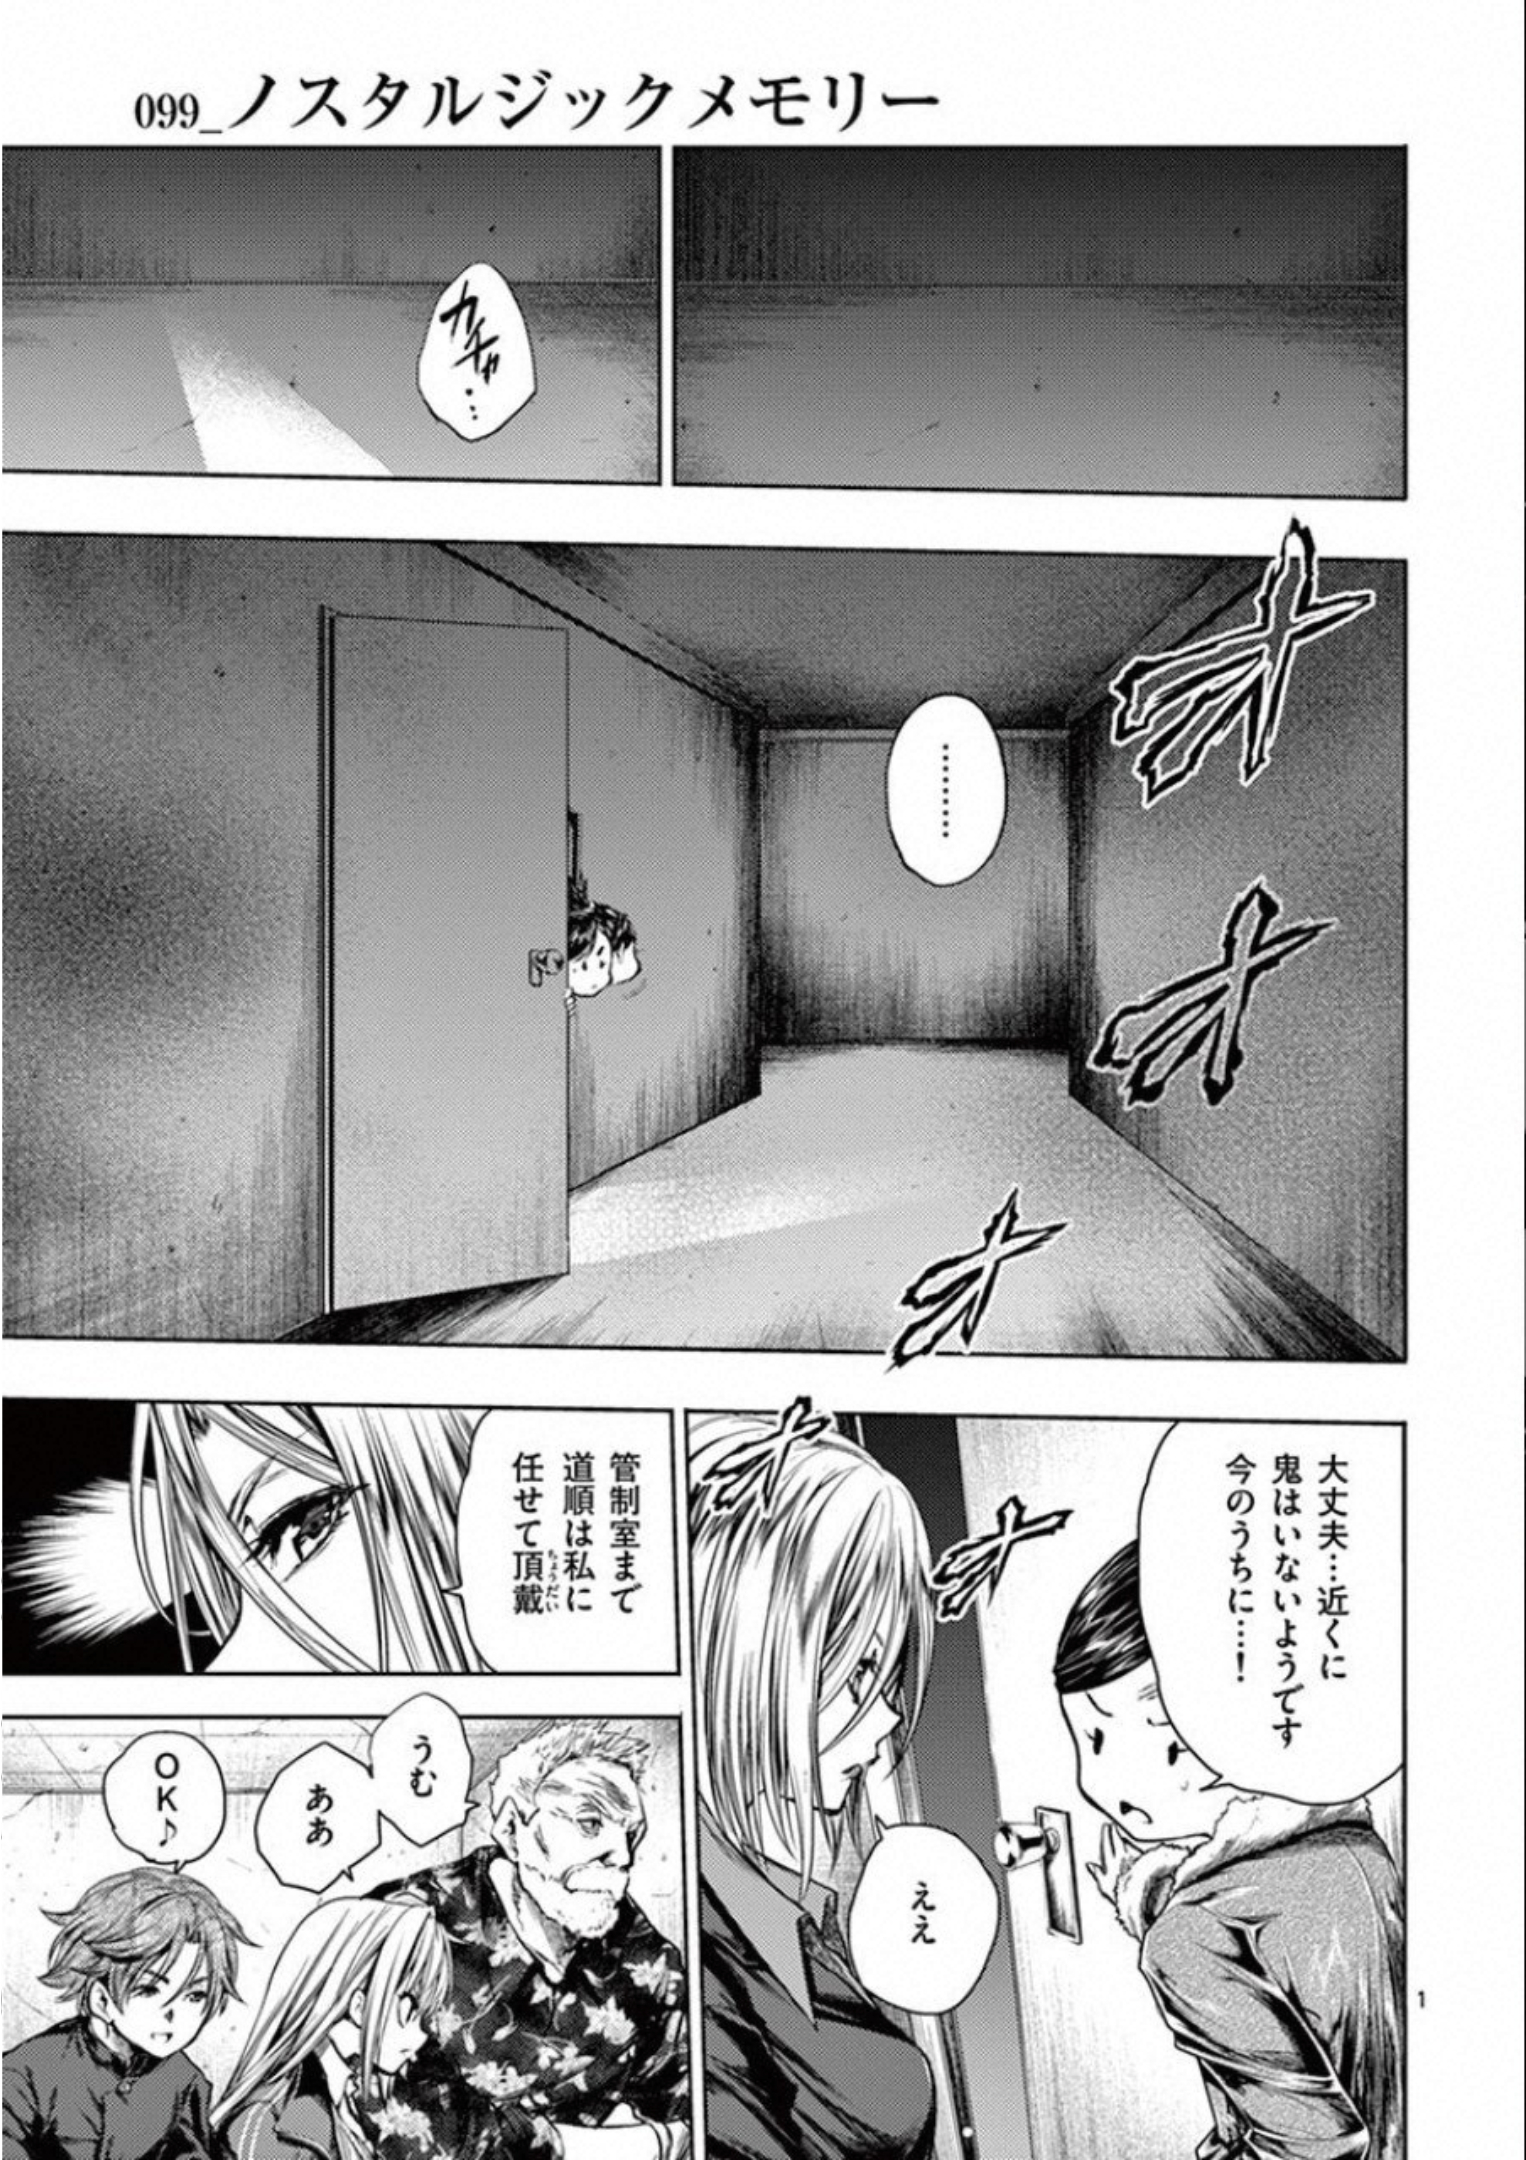 099_ノスタルジックメモリー
カチャ…
………
オ
オ
オ
大丈夫…近くに
鬼はいないようです
今のうちに…！
オ
オ
ええ
管制室まで
道順は私に
任せて頂戴
ちょうだい
うむ
ああ
OK♪
1